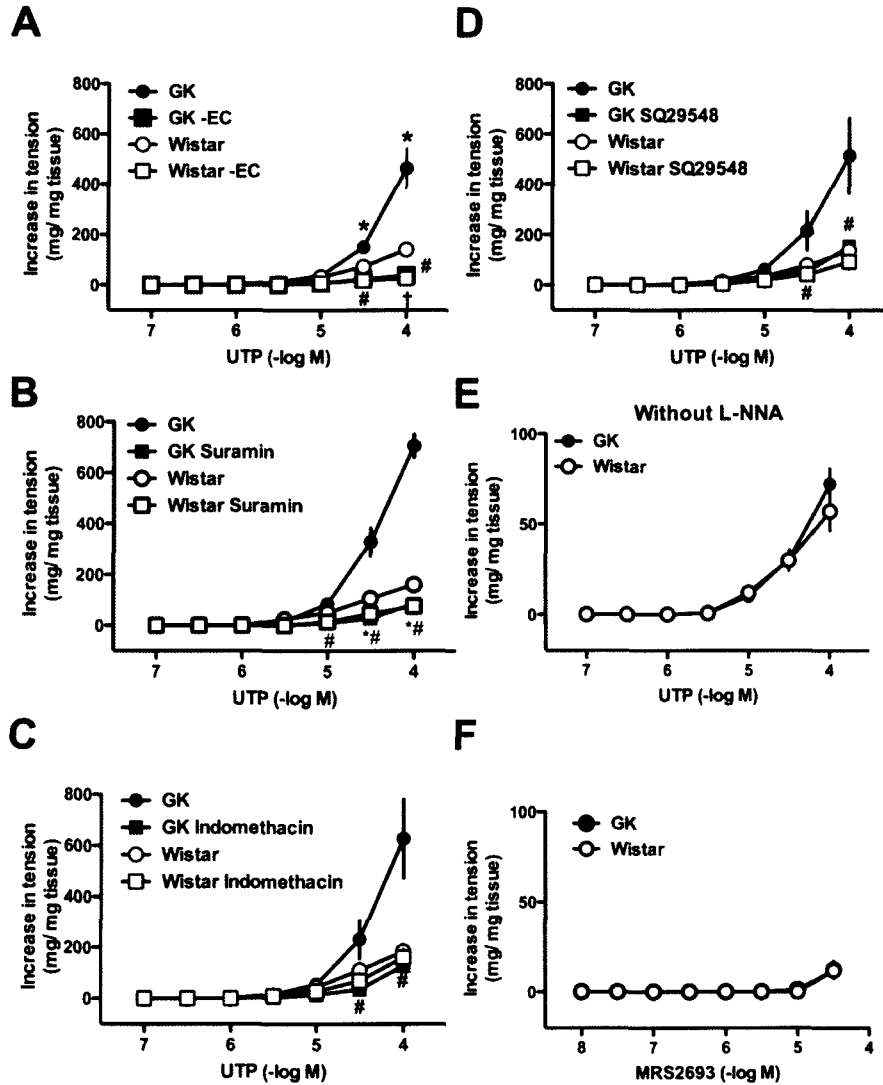 A
Increase in tension
(mg/ mg tissue)
800
600
400
200
0
GK
GK -EC
Wistar
Wistar -EC
*
*
#
#
†
7
6
5
4
UTP (-log M)
B
Increase in tension
(mg/ mg tissue)
800
600
400
200
0
GK
GK Suramin
Wistar
Wistar Suramin
#
*#
*#
7
6
5
4
UTP (-log M)
C
Increase in tension
(mg/ mg tissue)
800
600
400
200
0
GK
GK Indomethacin
Wistar
Wistar Indomethacin
#
#
7
6
5
4
UTP (-log M)
D
Increase in tension
(mg/ mg tissue)
800
600
400
200
0
GK
GK SQ29548
Wistar
Wistar SQ29548
#
#
7
6
5
4
UTP (-log M)
E
Without L-NNA
Increase in tension
(mg/ mg tissue)
100
50
0
GK
Wistar
7
6
5
4
UTP (-log M)
F
Increase in tension
(mg/ mg tissue)
100
50
0
GK
Wistar
8
7
6
5
4
MRS2693 (-log M)